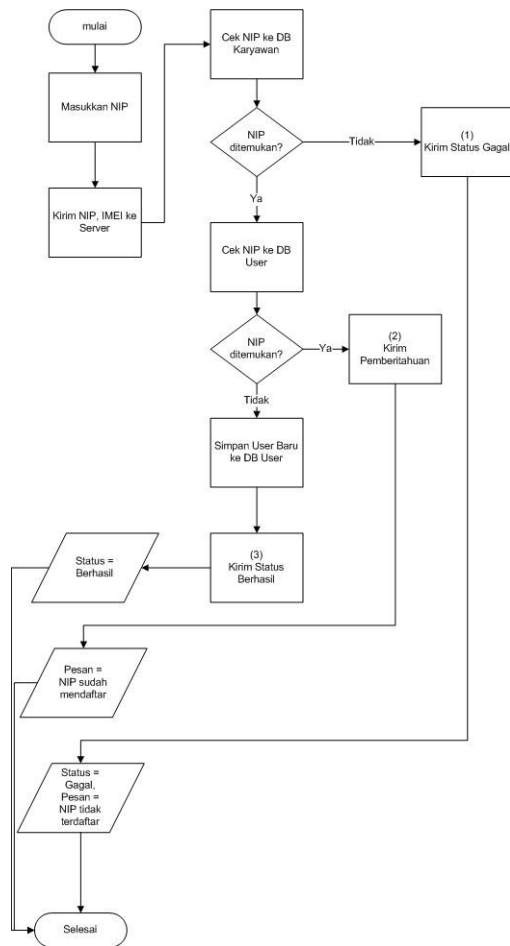 mulai
Masukkan NIP
Kirim NIP, IMEI ke
Server
Cek NIP ke DB
Karyawan
NIP
ditemukan?
Tidak
(1)
Kirim Status Gagal
Ya
Cek NIP ke DB
User
NIP
ditemukan?
Ya
(2)
Kirim
Pemberitahuan
Tidak
Simpan User Baru
ke DB User
(3)
Kirim Status
Berhasil
Status =
Berhasil
Pesan =
NIP sudah
mendaftar
Status =
Gagal,
Pesan =
NIP tidak
terdaftar
Selesai